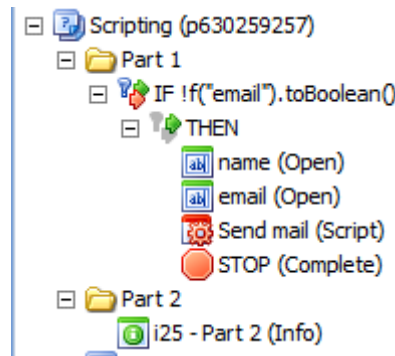 Scripting (p630259257)
Part 1
IF !f("email").toBoolean()
THEN
name (Open)
email (Open)
Send mail (Script)
STOP (Complete)
Part 2
i25 - Part 2 (Info)